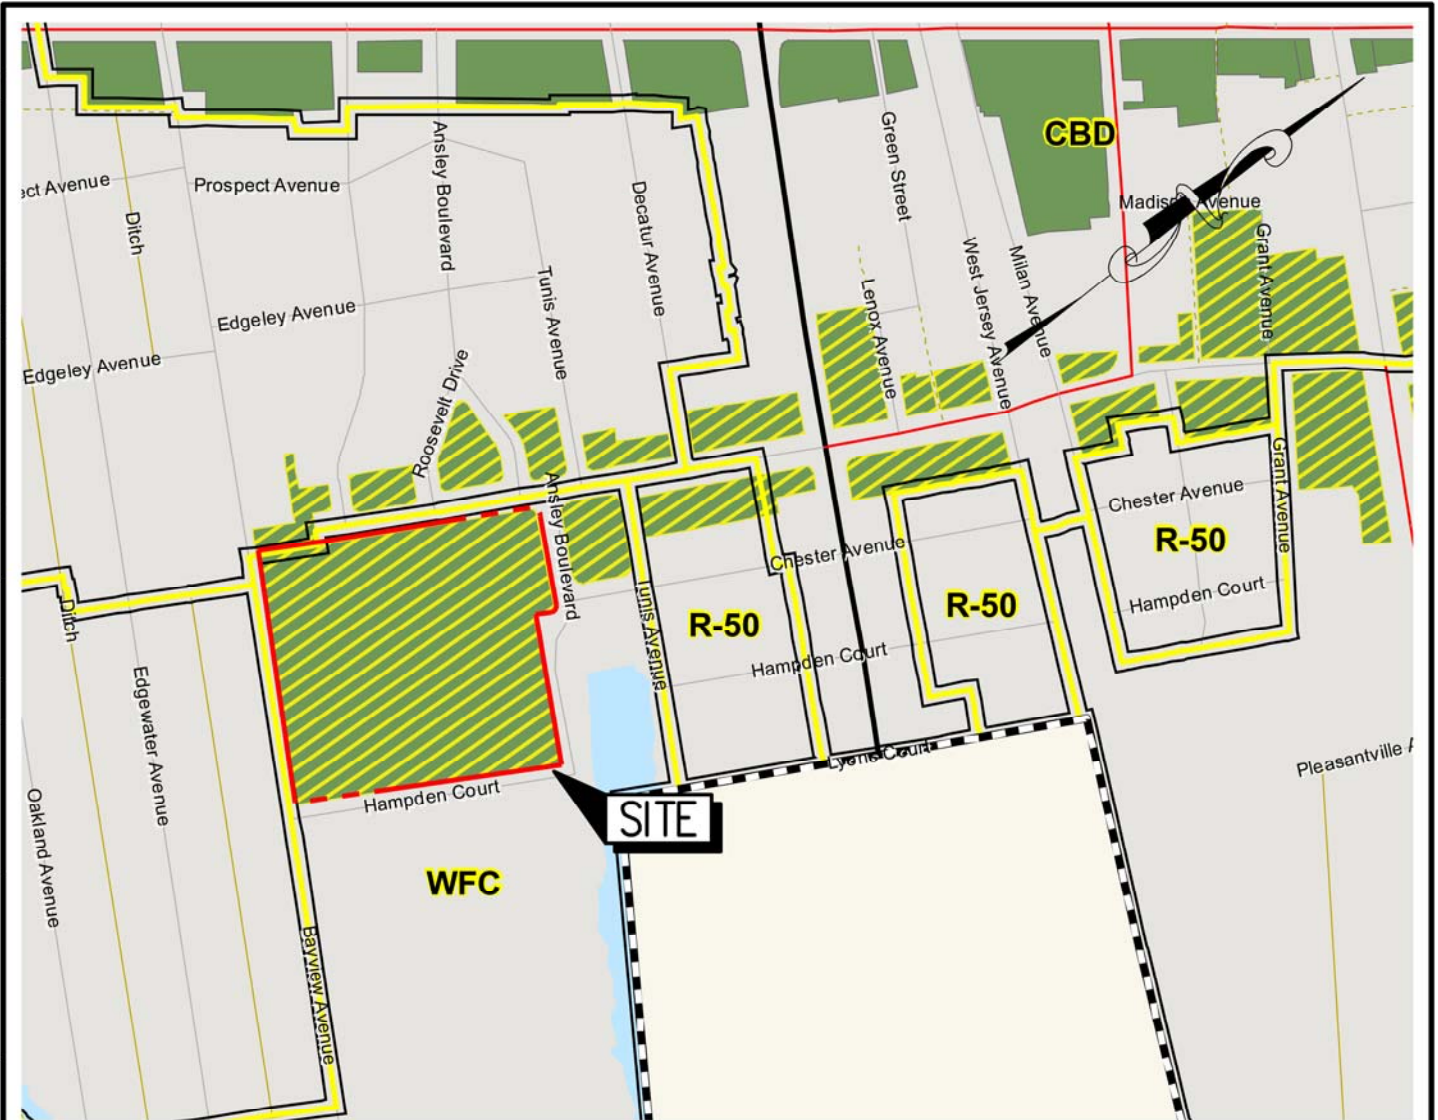 Ansley Boulevard
Green Street
CBD
ect Avenue
Prospect Avenue
Decatur Avenue
Madison Avenue
Ditch
Grant Avenue
West Jersey Avenue
Milan Avenue
Tunis Avenue
Lenox Avenue
Edgeley Avenue
Edgeley Avenue
Roosevelt Drive
Grant Avenue
Ansley Boulevard
Chester Avenue
Chester Avenue
R-50
Tunis Avenue
Hampden Court
R-50
R-50
Ditch
Hampden Court
Edgewater Avenue
Lyons Court
Pleasantville A
Hampden Court
Oakland Avenue
SITE
WFC
Bayview Avenue